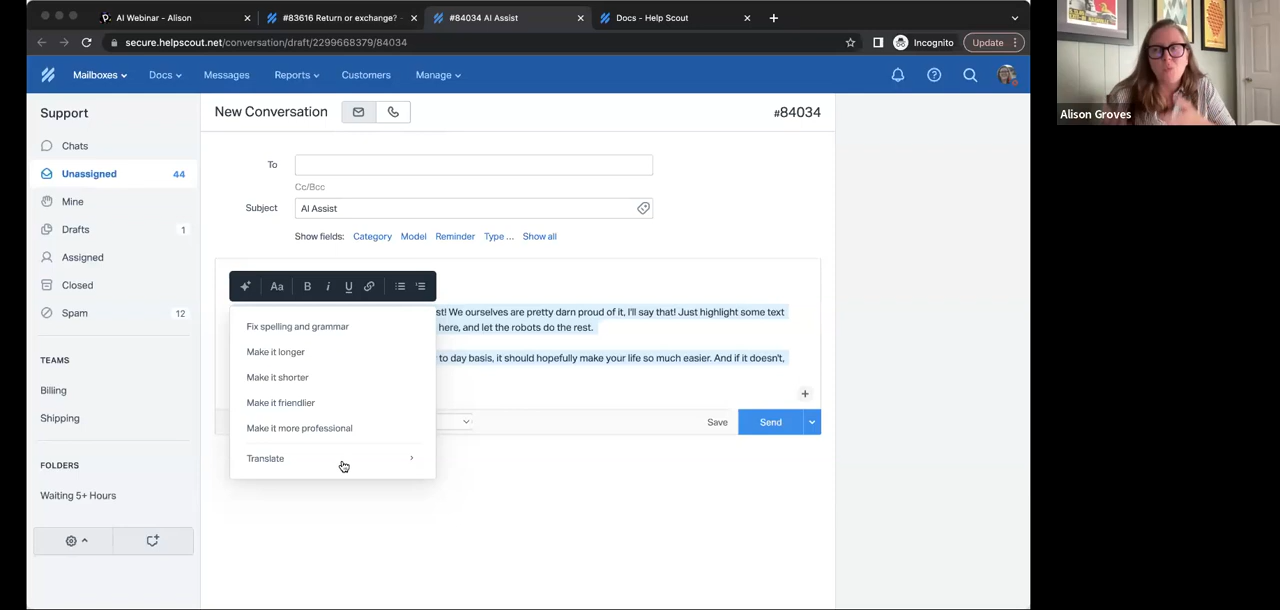 AI Webinar - Alison
#83616 Return or exchange?
#84034 AI Assist
Docs - Help Scout
secure.helpscout.net/conversation/draft/2299668379/84034
Incognito
Update
Mailboxes
Docs
Messages
Reports
Customers
Manage
Support
Chats
Unassigned 44
Mine
Drafts 1
Assigned
Closed
Spam 12
TEAMS
Billing
Shipping
FOLDERS
Waiting 5+ Hours
New Conversation
#84034
To
Cc/Bcc
Subject AI Assist
Show fields: Category Model Reminder Type ... Show all
Aa B i U
st! We ourselves are pretty darn proud of it, I'll say that! Just highlight some text
here, and let the robots do the rest.
to day basis, it should hopefully make your life so much easier. And if it doesn't,
Fix spelling and grammar
Make it longer
Make it shorter
Make it friendlier
Make it more professional
Translate
Save
Send
Alison Groves